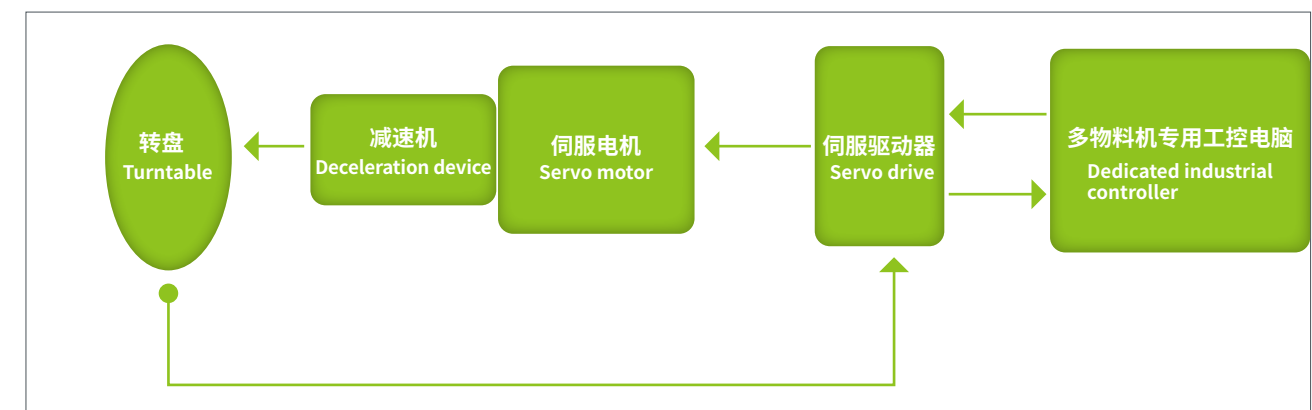 转盘
Turntable
减速机
Deceleration device
伺服电机
Servo motor
伺服驱动器
Servo drive
多物料机专用工控电脑
Dedicated industrial
controller